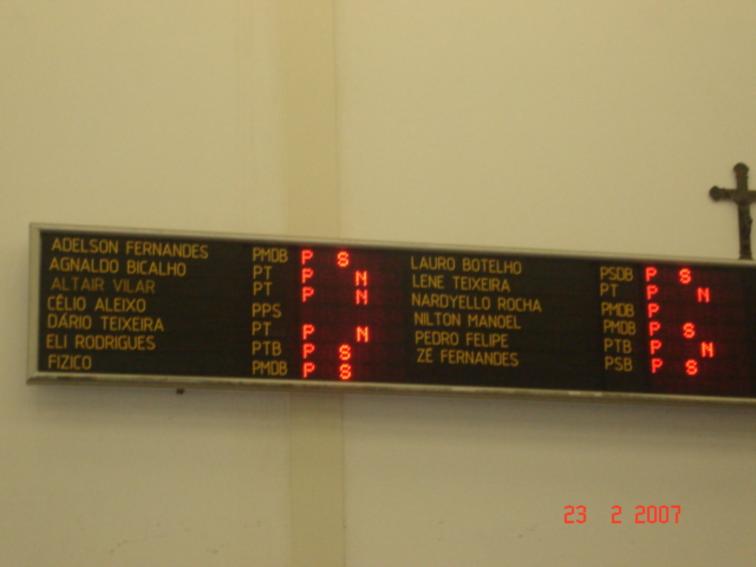 ADELSON FERNANDES PMDB P S
AGNALDO BICALHO PT P N
ALTAIR VILAR PT P N
CÉLIO ALEIXO PPS
DÁRIO TEIXEIRA PT P N
ELI RODRIGUES PTB P S
FIZICO PMDB P S
LAURO BOTELHO PSDB P S
LENE TEIXEIRA PT P N
NARDYELLO ROCHA PMDB P
NILTON MANOEL PMDB P S
PEDRO FELIPE PTB P N
ZÉ FERNANDES PSB P S
23 2 2007